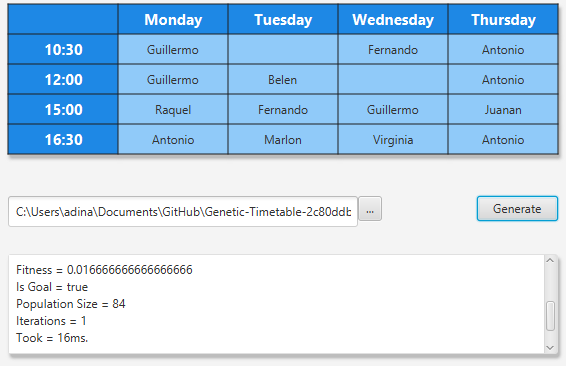 Monday Tuesday Wednesday Thursday
10:30 Guillermo Fernando Antonio
12:00 Guillermo Belen Antonio
15:00 Raquel Fernando Guillermo Juanan
16:30 Antonio Marlon Virginia Antonio
C:\Users\adina\Documents\GitHub\Genetic-Timetable-2c80ddb ... Generate
Fitness = 0.016666666666666666
Is Goal = true
Population Size = 84
Iterations = 1
Took = 16ms.